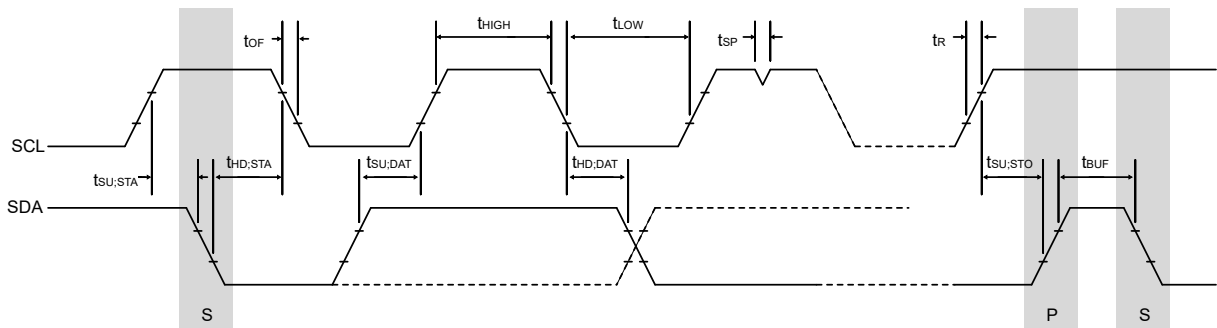 tOF
tHIGH
tLOW
tSP
tR
SCL
tSU;STA
tHD;STA
tSU;DAT
tHD;DAT
tSU;STO
tBUF
SDA
S
P
S